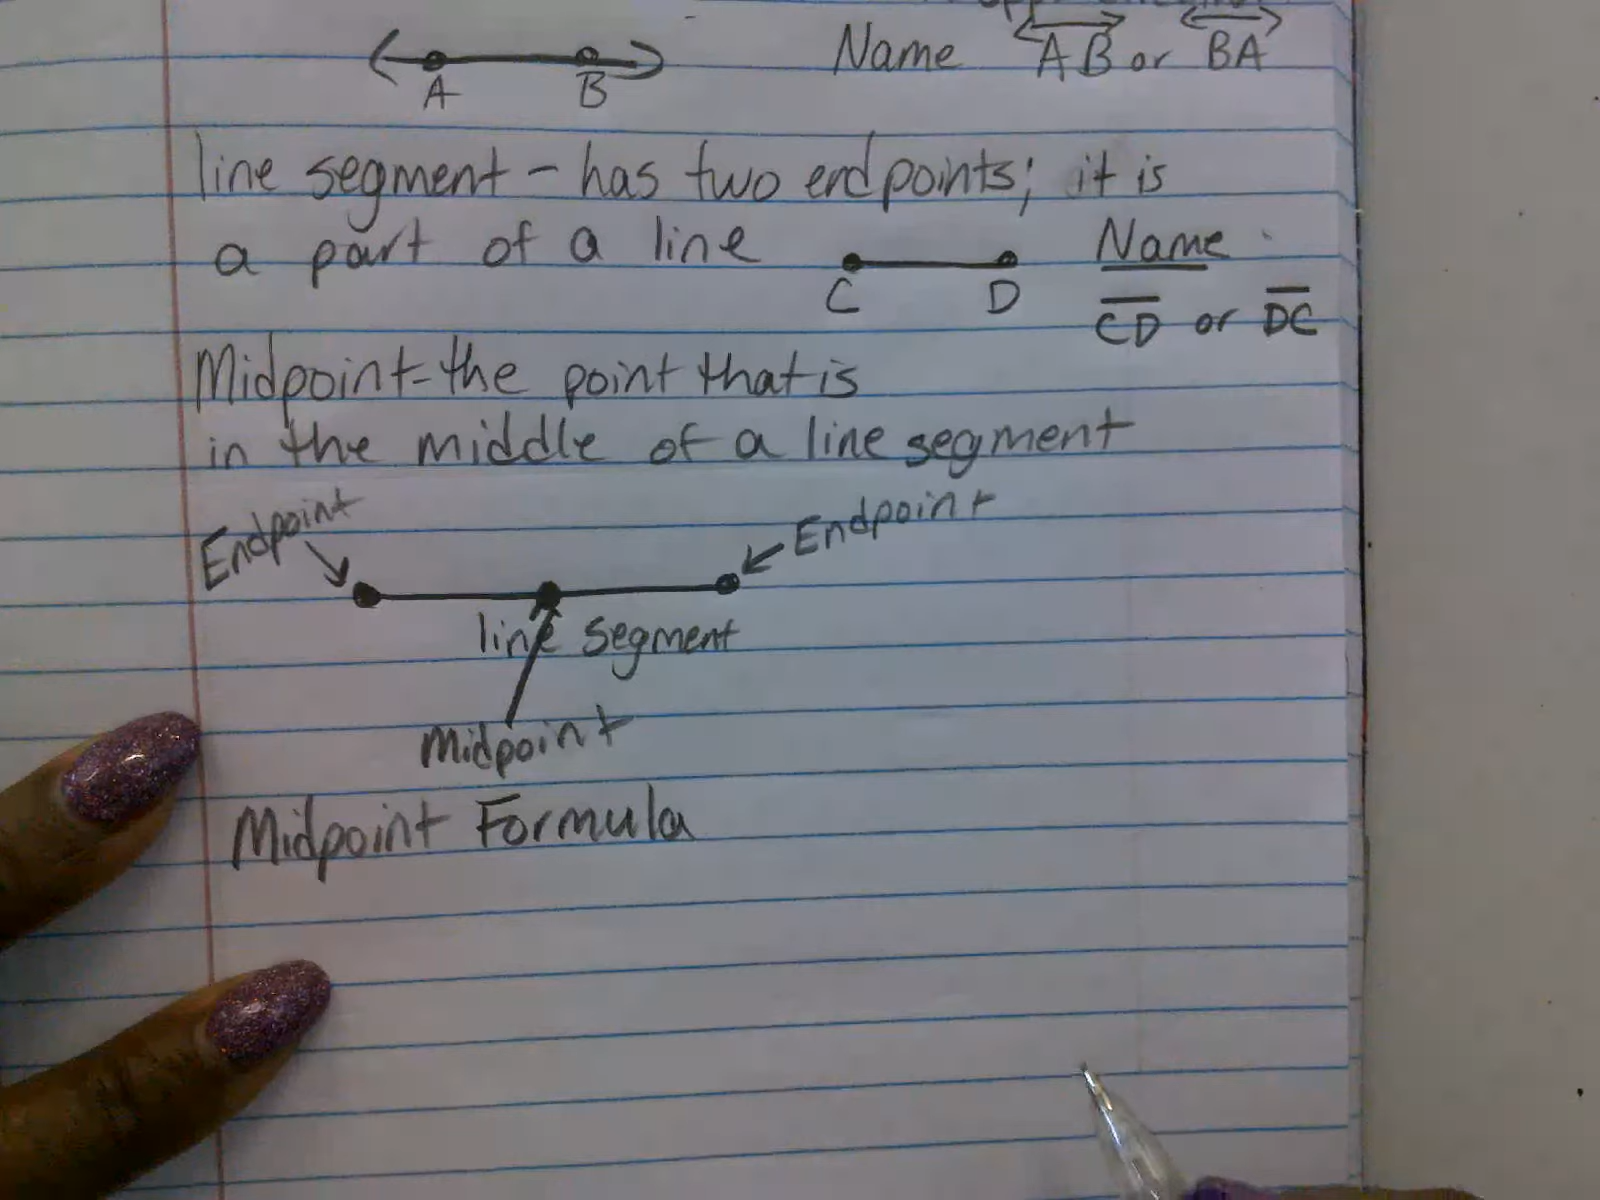 Name AB or BA
A B
line segment - has two endpoints; it is
a part of a line
C D
Name
CD or DC
Midpoint - the point that is
in the middle of a line segment
Endpoint
Endpoint
line segment
Midpoint
Midpoint Formula